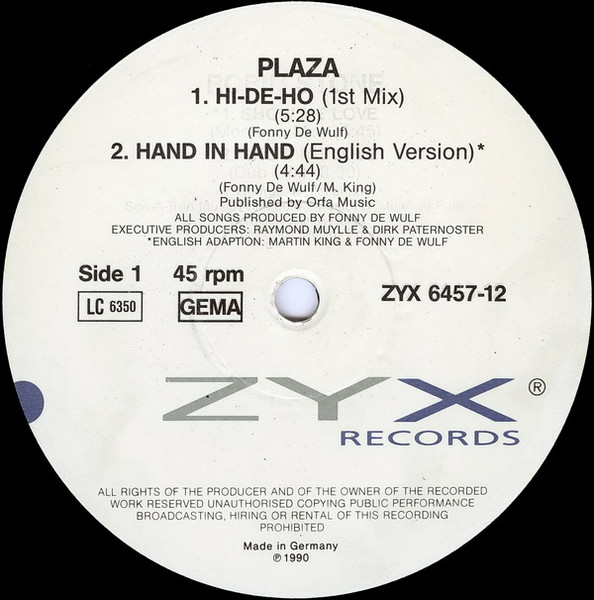 PLAZA
1. HI-DE-HO (1st Mix)
(5:28)
(Fonny De Wulf)
2. HAND IN HAND (English Version)*
(4:44)
(Fonny De Wulf/M. King)
Published by Orfa Music
ALL SONGS PRODUCED BY FONNY DE WULF
EXECUTIVE PRODUCERS: RAYMOND MUYLLE & DIRK PATERNOSTER
*ENGLISH ADAPTION: MARTIN KING & FONNY DE WULF
Side 1 45 rpm
ZYX 6457-12
LC 6350 GEMA
ZYX ®
RECORDS
ALL RIGHTS OF THE PRODUCER AND OF THE OWNER OF THE RECORDED
WORK RESERVED UNAUTHORISED COPYING PUBLIC PERFORMANCE
BROADCASTING, HIRING OR RENTAL OF THIS RECORDING
PROHIBITED
Made in Germany
℗ 1990